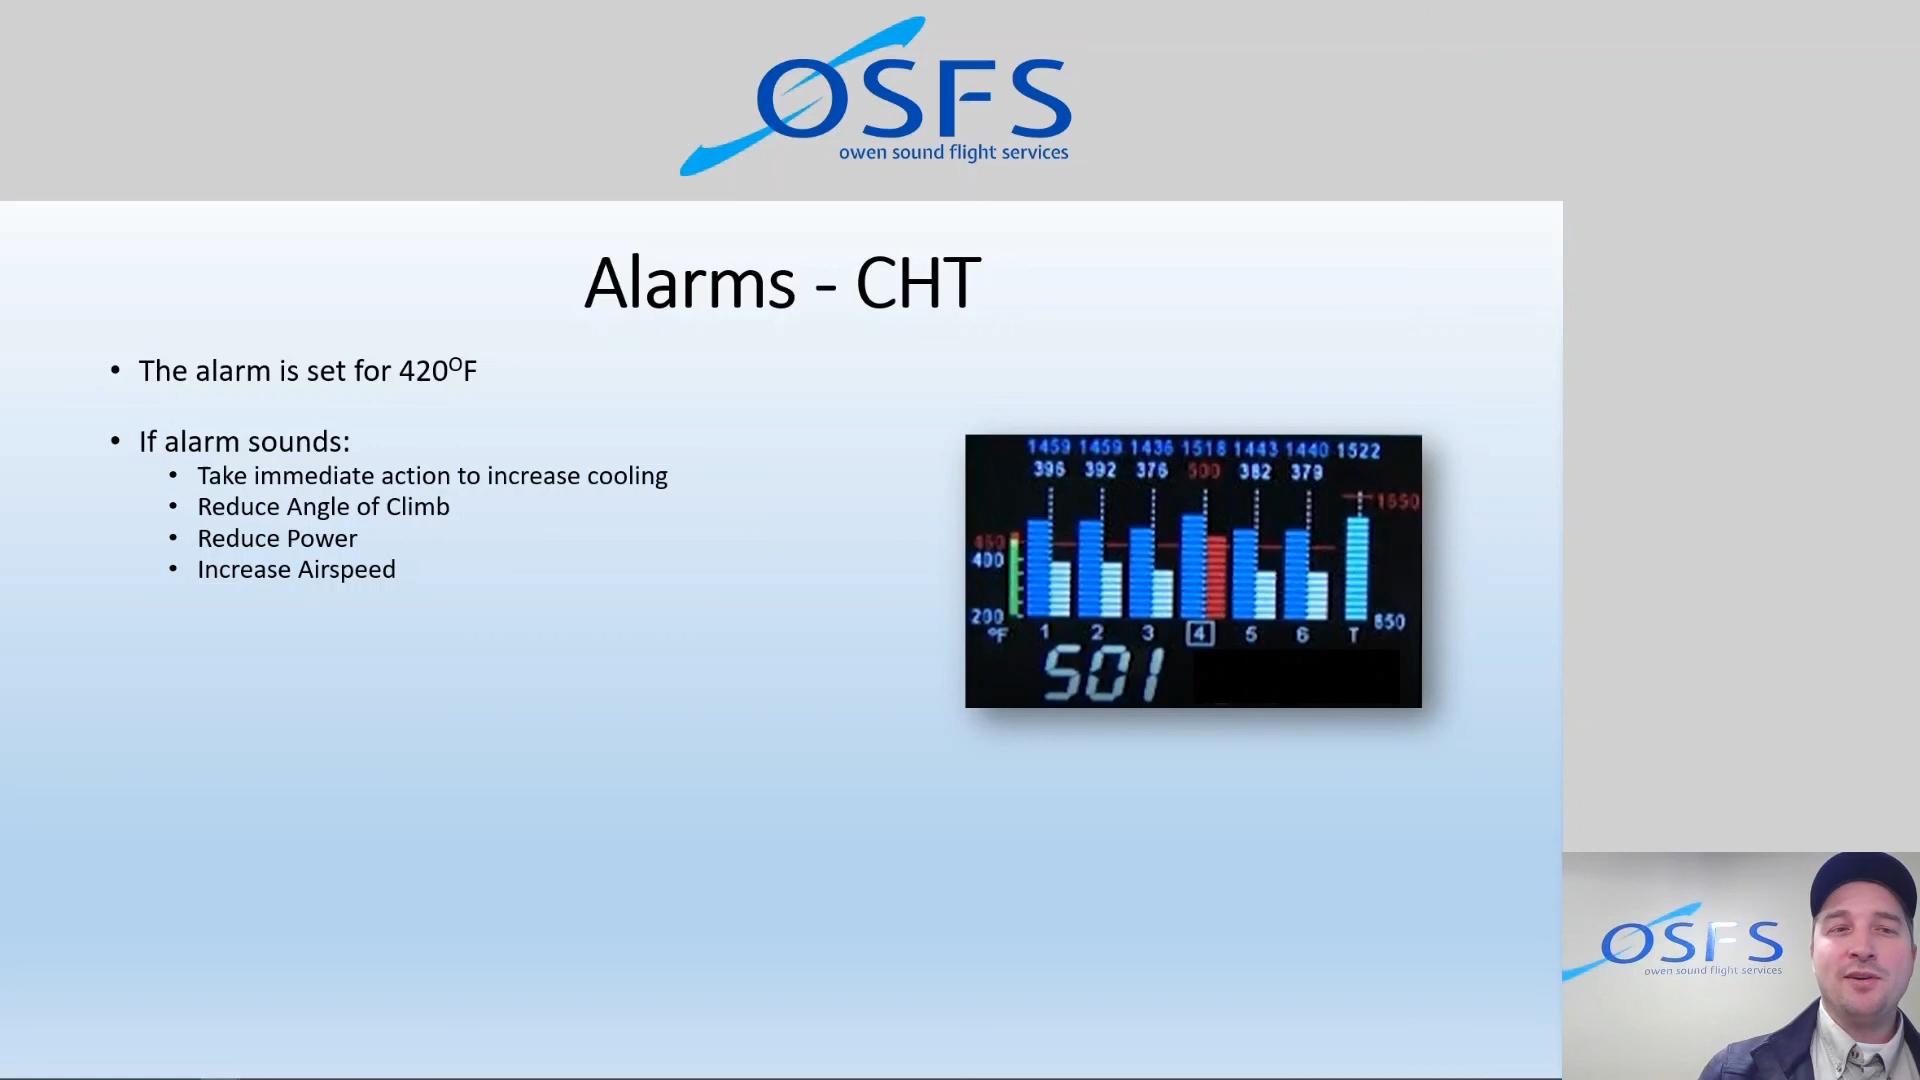 OSFS
owen sound flight services
Alarms - CHT
• The alarm is set for 420°F
• If alarm sounds:
• Take immediate action to increase cooling
• Reduce Angle of Climb
• Reduce Power
• Increase Airspeed
1459 1459 1436 1518 1443 1440 1522
396 392 376 500 382 379
1650
450
400
200
°F 1 2 3 4 5 6 T 850
501
OSFS
owen sound flight services